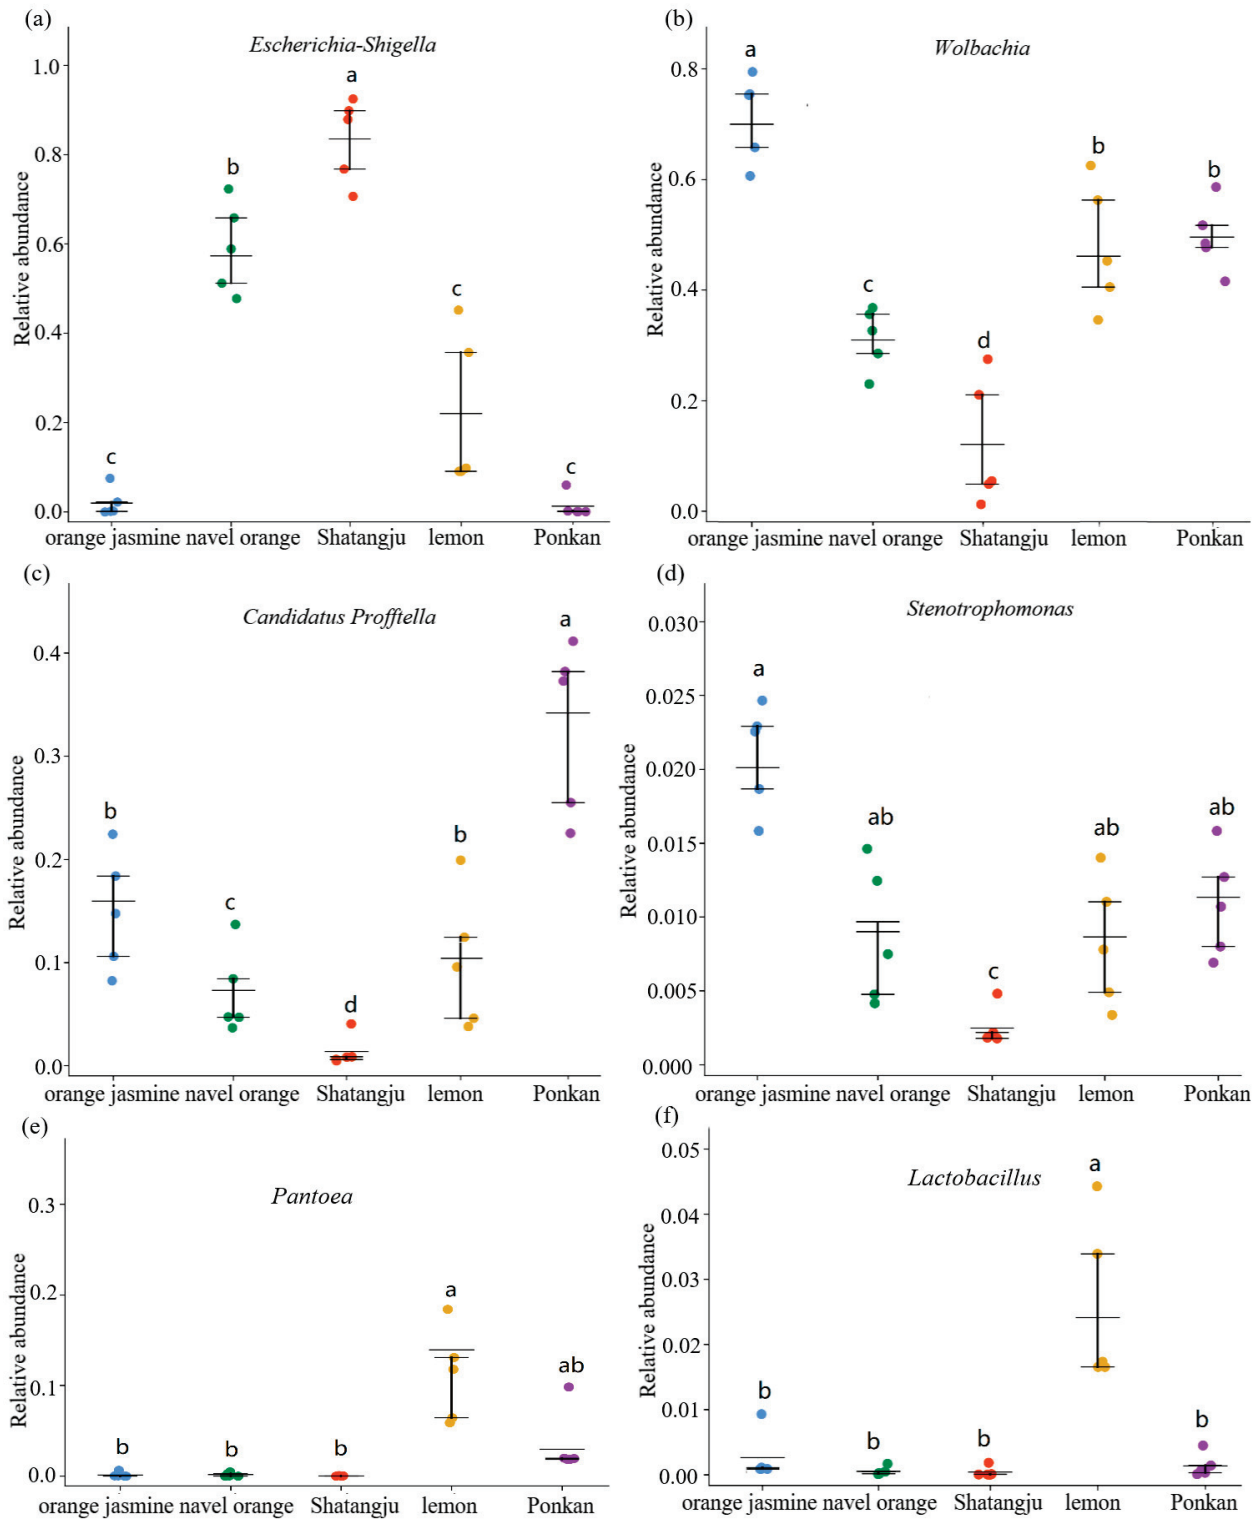 (a)
Escherichia-Shigella
Relative abundance
1.0
0.8
0.6
0.4
0.2
0.0
c
b
a
c
c
orange jasmine navel orange Shatangju lemon Ponkan
(b)
Wolbachia
Relative abundance
0.8
0.6
0.4
0.2
0.0
a
c
d
b
b
orange jasmine navel orange Shatangju lemon Ponkan
(c)
Candidatus Profftella
Relative abundance
0.4
0.3
0.2
0.1
0.0
b
c
d
b
a
orange jasmine navel orange Shatangju lemon Ponkan
(d)
Stenotrophomonas
Relative abundance
0.030
0.025
0.020
0.015
0.010
0.005
0.000
a
ab
c
ab
ab
orange jasmine navel orange Shatangju lemon Ponkan
(e)
Pantoea
Relative abundance
0.3
0.2
0.1
0.0
b
b
b
a
ab
orange jasmine navel orange Shatangju lemon Ponkan
(f)
Lactobacillus
Relative abundance
0.05
0.04
0.03
0.02
0.01
0.00
b
b
b
a
b
orange jasmine navel orange Shatangju lemon Ponkan